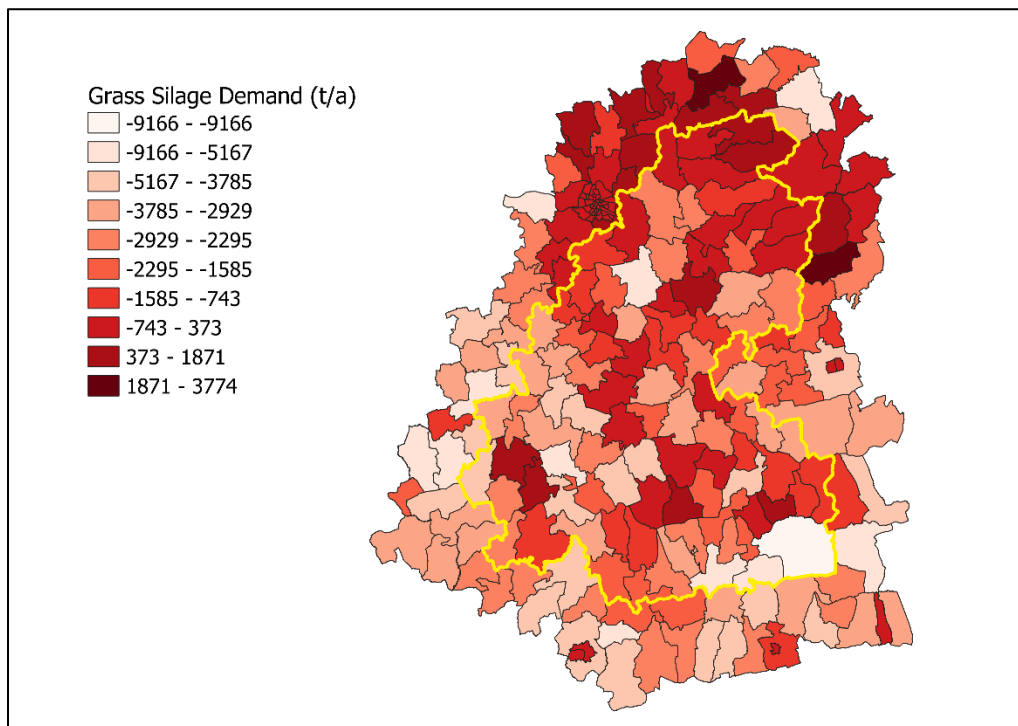 Grass Silage Demand (t/a)
-9166 - -9166
-9166 - -5167
-5167 - -3785
-3785 - -2929
-2929 - -2295
-2295 - -1585
-1585 - -743
-743 - 373
373 - 1871
1871 - 3774